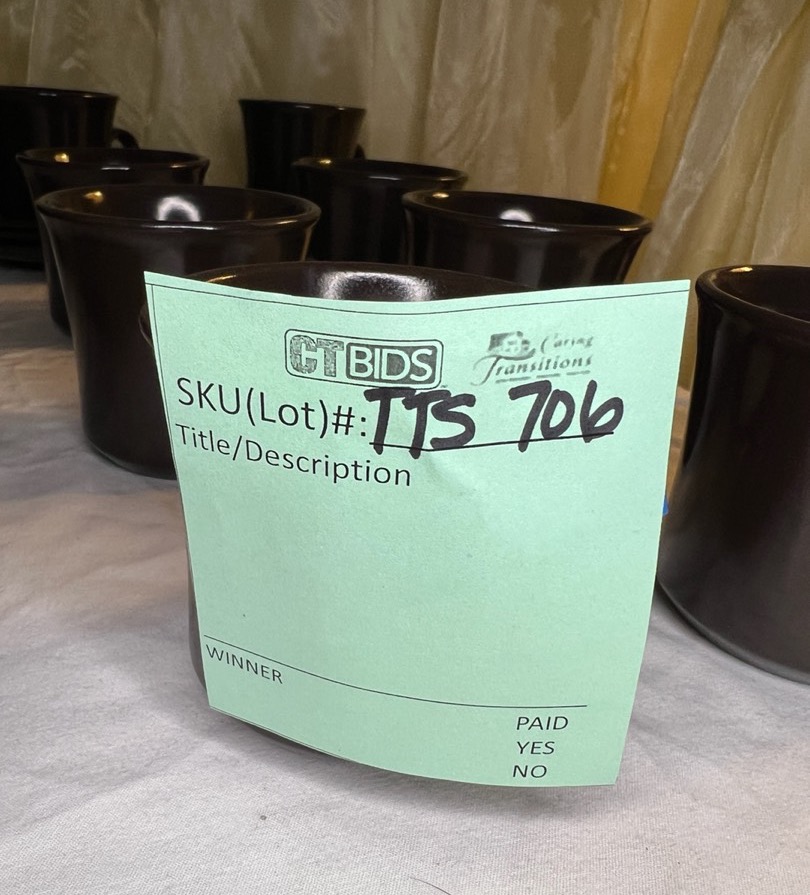 CTBIDS Caring
Transitions
SKU(Lot)#: TTS 706
Title/Description
WINNER
PAID
YES
NO